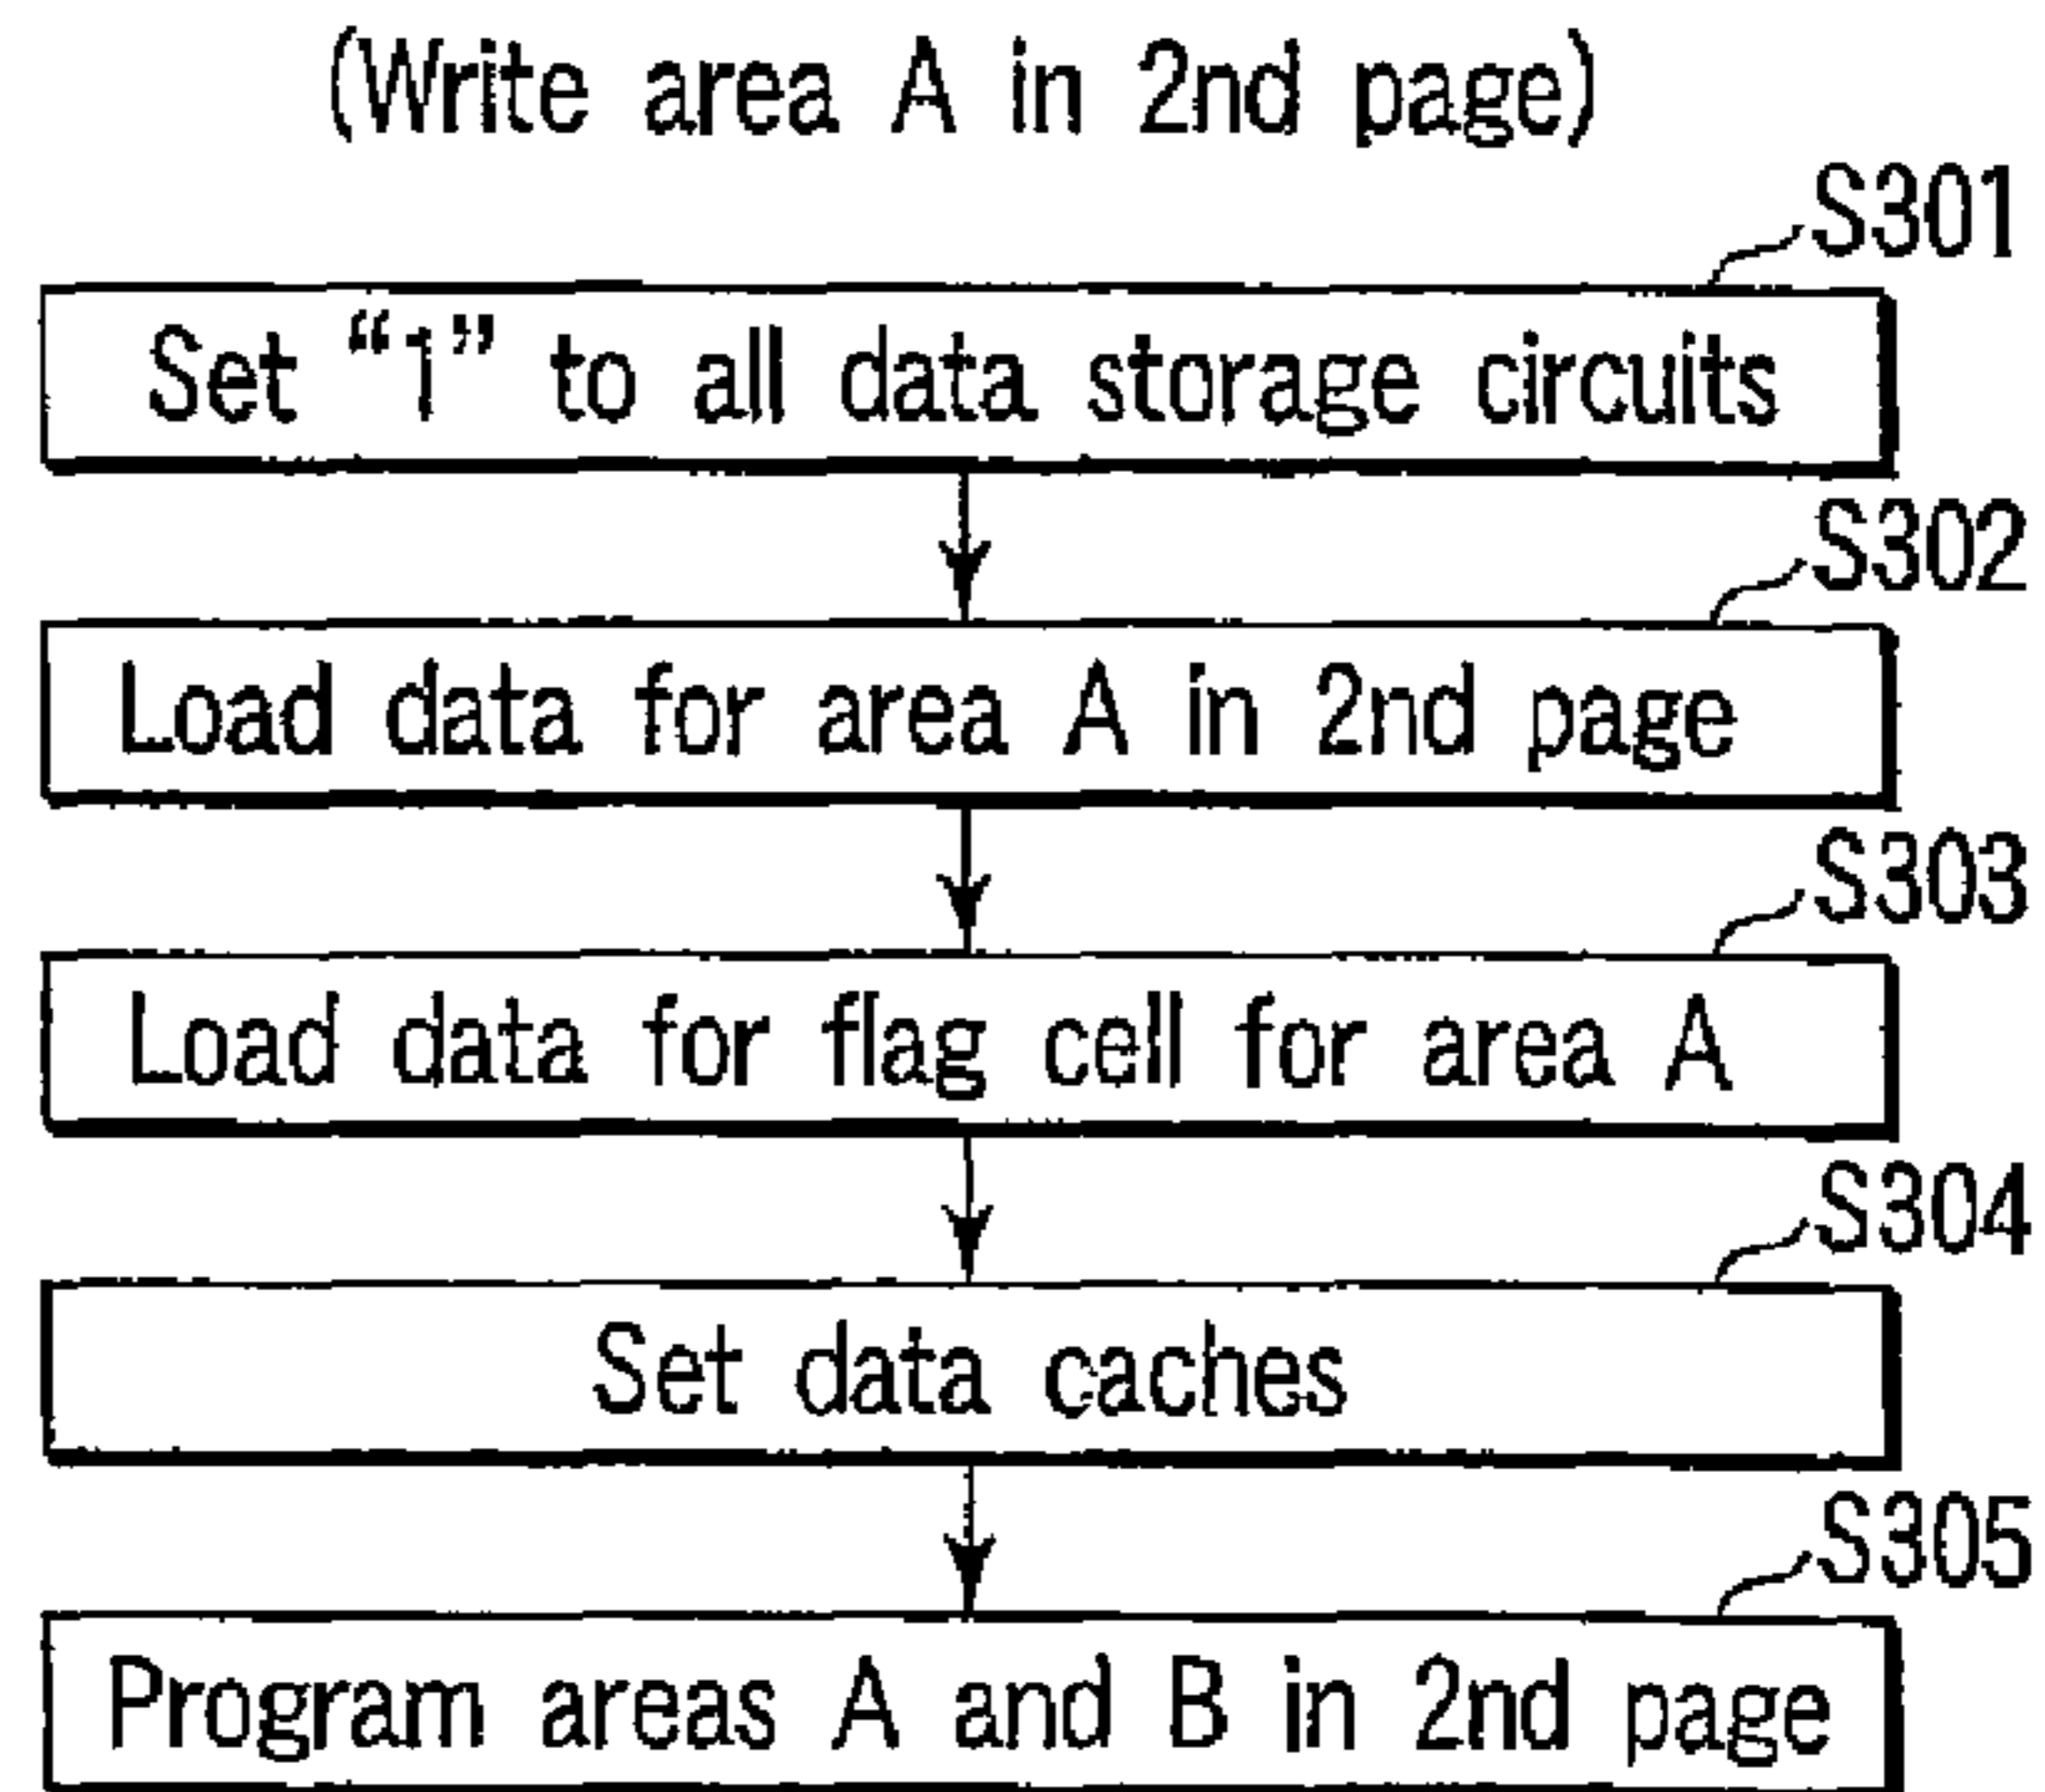 (Write area A in 2nd page)
S301
Set “1” to all data storage circuits
S302
Load data for area A in 2nd page
S303
Load data for flag cell for area A
S304
Set data caches
S305
Program areas A and B in 2nd page